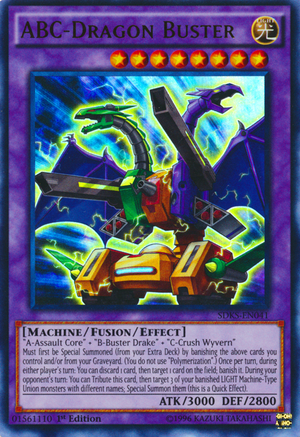 ABC-Dragon Buster
LIGHT
光
SDKS-EN041
[Machine/Fusion/Effect]
"A-Assault Core" + "B-Buster Drake" + "C-Crush Wyvern"
Must first be Special Summoned (from your Extra Deck) by banishing the above cards
you control and/or from your Graveyard. (You do not use "Polymerization".) Once per turn, during
either player's turn: You can discard 1 card, then target 1 card on the field; banish it. During your
opponent's turn: You can Tribute this card, then target 3 of your banished LIGHT Machine-Type
Union monsters with different names; Special Summon them (this is a Quick Effect).
ATK/3000 DEF/2800
01561110 1st Edition
©1996 KAZUKI TAKAHASHI